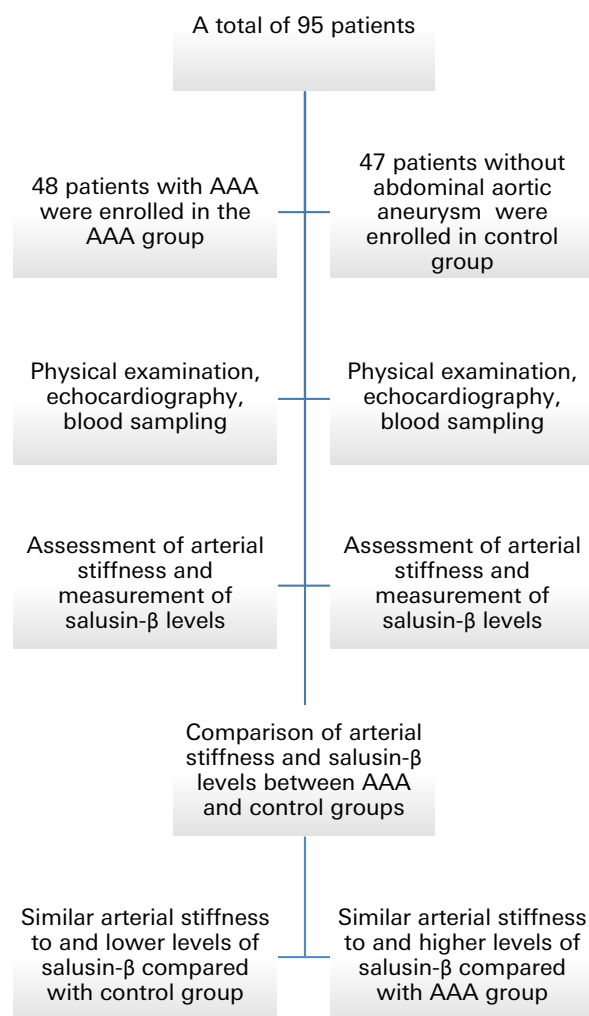 A total of 95 patients
48 patients with AAA
were enrolled in the
AAA group
47 patients without
abdominal aortic
aneurysm were
enrolled in control
group
Physical examination,
echocardiography,
blood sampling
Physical examination,
echocardiography,
blood sampling
Assessment of arterial
stiffness and
measurement of
salusin-β levels
Assessment of arterial
stiffness and
measurement of
salusin-β levels
Comparison of arterial
stiffness and salusin-β
levels between AAA
and control groups
Similar arterial stiffness
to and lower levels of
salusin-β compared
with control group
Similar arterial stiffness
to and higher levels of
salusin-β compared
with AAA group